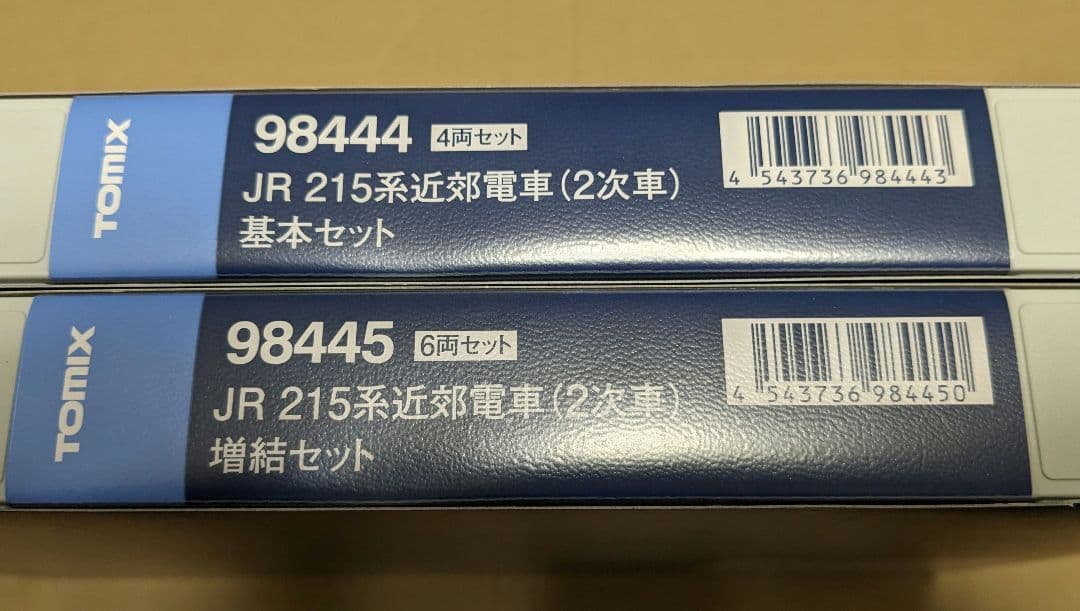 TOMIX
98444 4両セット
JR 215系近郊電車(2次車)
基本セット
4 543736 984443
TOMIX
98445 6両セット
JR 215系近郊電車(2次車)
増結セット
4 543736 984450